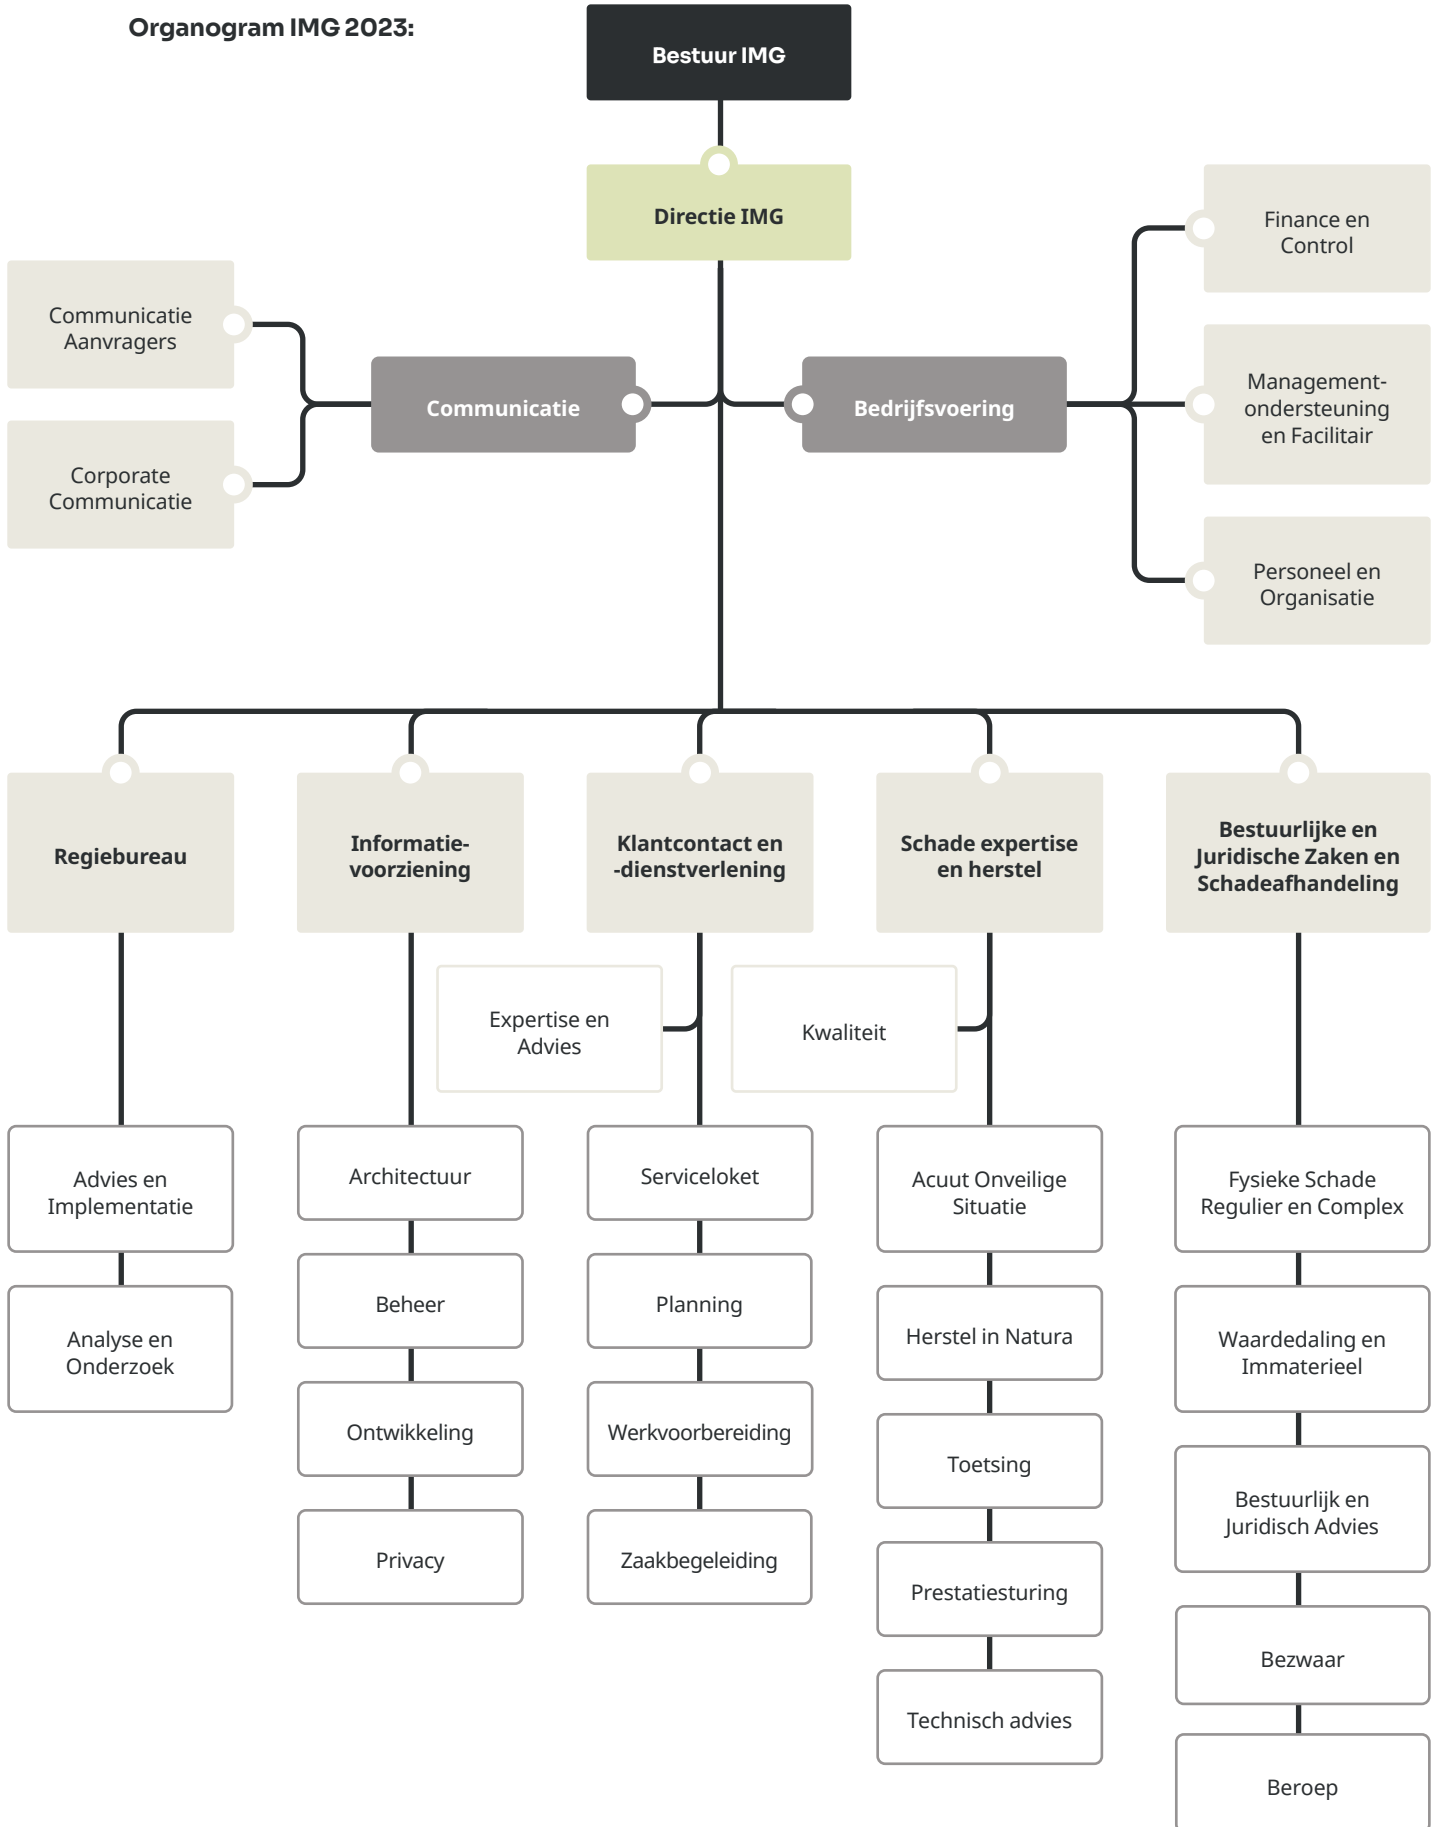 Organogram IMG 2023:
Bestuur IMG
Directie IMG
Communicatie
Aanvragers
Corporate
Communicatie
Communicatie
Bedrijfsvoering
Finance en
Control
Management-
ondersteuning
en Facilitair
Personeel en
Organisatie
Regiebureau
Informatie-
voorziening
Klantcontact en
-dienstverlening
Schade expertise
en herstel
Bestuurlijke en
Juridische Zaken en
Schadeafhandeling
Expertise en
Advies
Kwaliteit
Advies en
Implementatie
Analyse en
Onderzoek
Architectuur
Beheer
Ontwikkeling
Privacy
Serviceloket
Planning
Werkvoorbereiding
Zaakbegeleiding
Acuut Onveilige
Situatie
Herstel in Natura
Toetsing
Prestatiesturing
Technisch advies
Fysieke Schade
Regulier en Complex
Waardedaling en
Immaterieel
Bestuurlijk en
Juridisch Advies
Bezwaar
Beroep